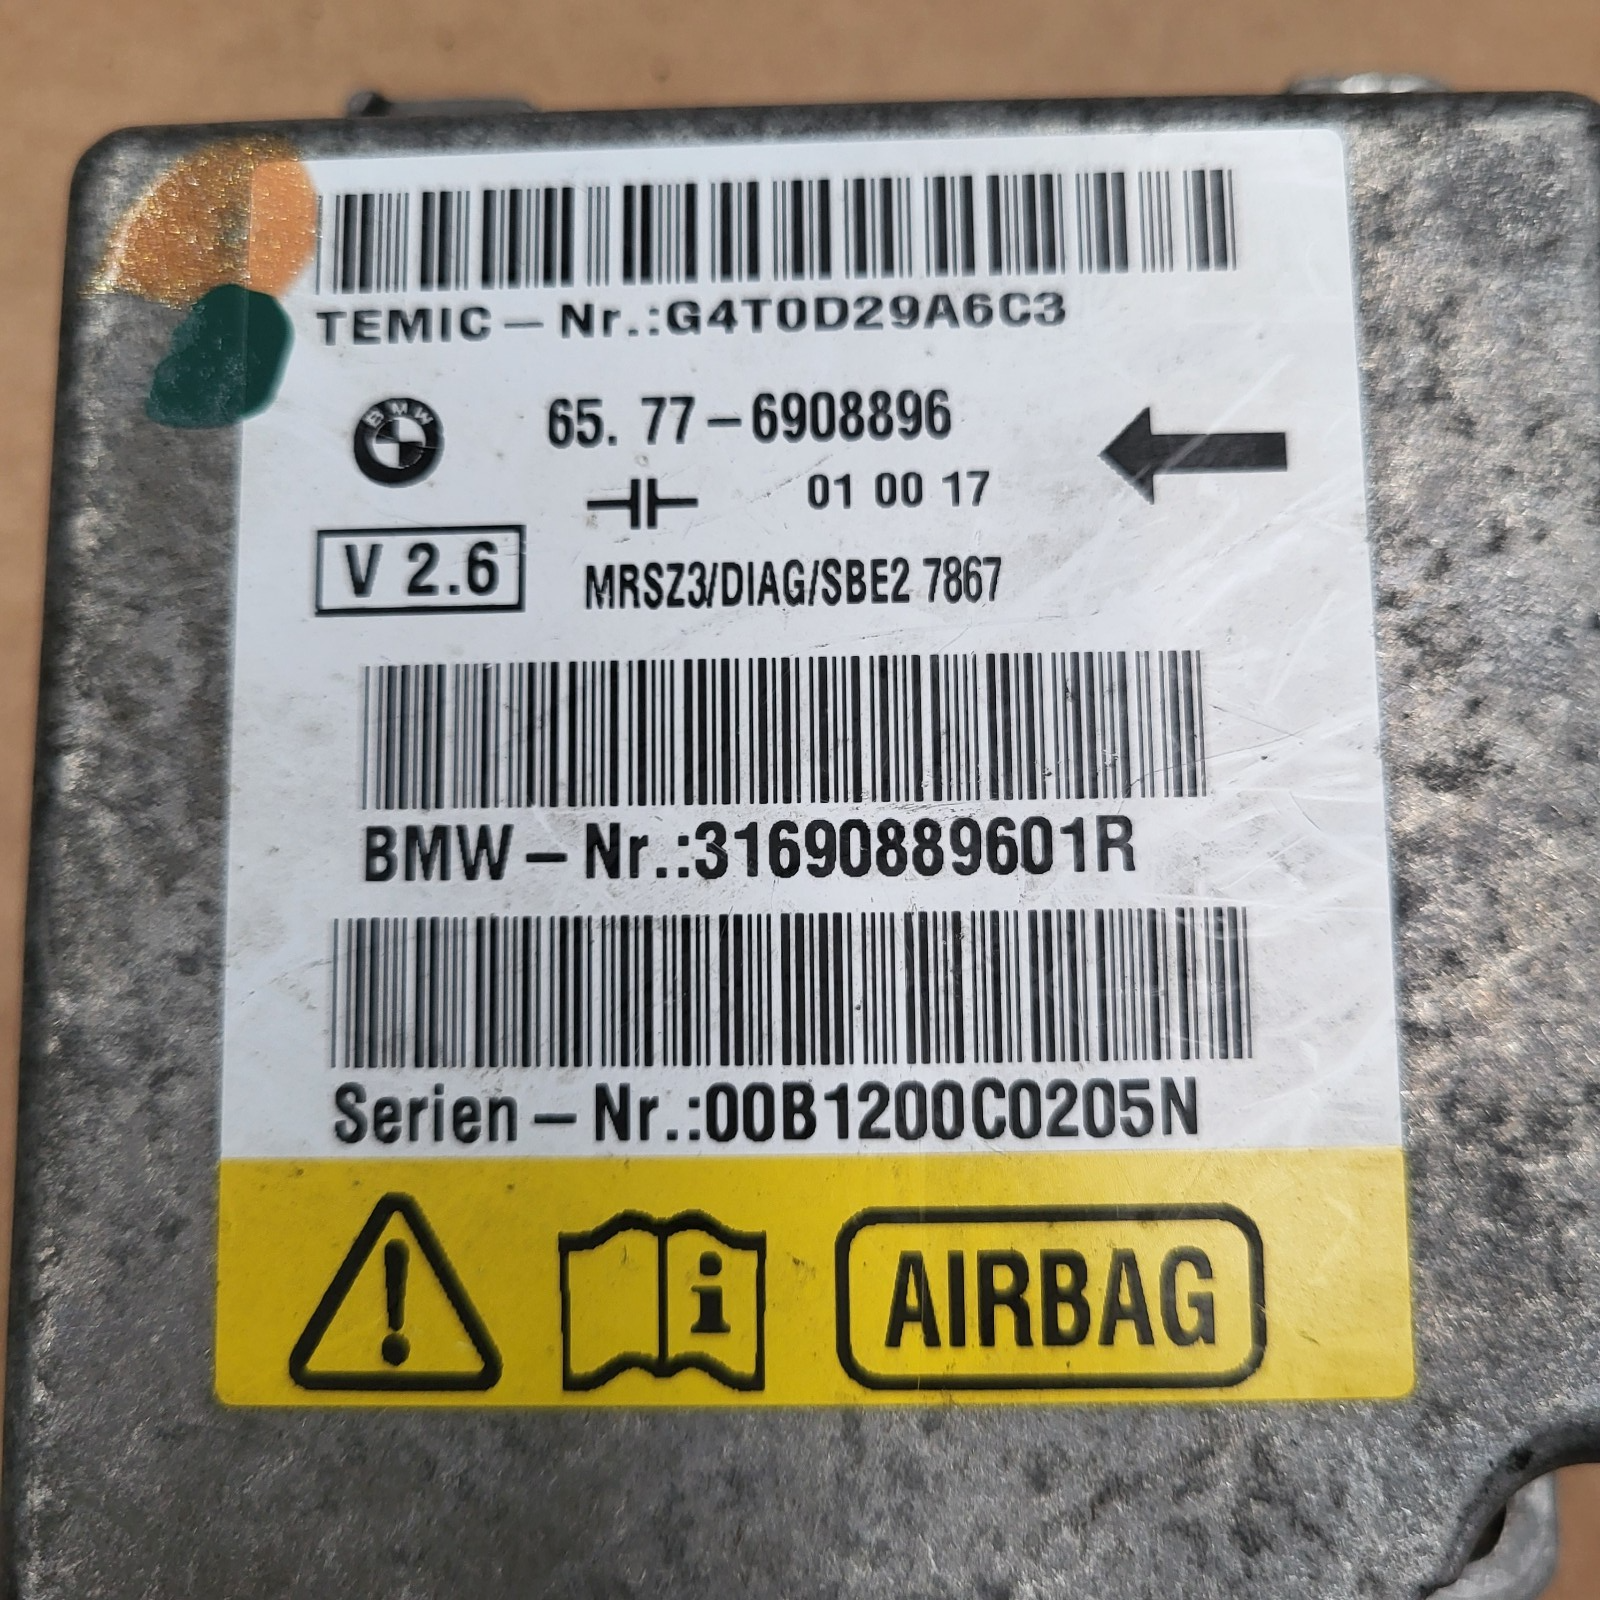 TEMIC – Nr.:G4T0D29A6C3
BMW
65. 77 – 6908896
01 00 17
V 2.6
MRSZ3/DIAG/SBE2 7867
BMW – Nr.:31690889601R
Serien – Nr.:00B1200C0205N
! i AIRBAG